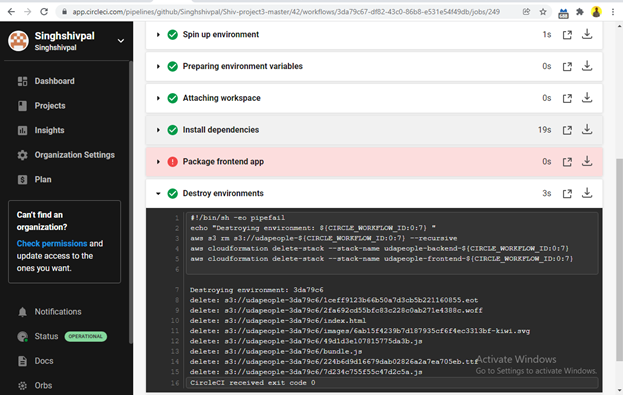 app.circleci.com/pipelines/github/Singhshivpal/Shiv-project3-master/42/workflows/3da79c67-df82-43c0-86b8-e531e54f49db/jobs/249
Singhshivpal
Singhshivpal
Dashboard
Projects
Insights
Organization Settings
Plan
Can't find an
organization?
Check permissions and
update access to the
ones you want.
Notifications
Status OPERATIONAL
Docs
Orbs
Spin up environment 1s
Preparing environment variables 0s
Attaching workspace 0s
Install dependencies 19s
Package frontend app 0s
Destroy environments 3s
1 #!/bin/sh -eo pipefail
2 echo "Destroying environment: ${CIRCLE_WORKFLOW_ID:0:7} "
3 aws s3 rm s3://udapeople-${CIRCLE_WORKFLOW_ID:0:7} --recursive
4 aws cloudformation delete-stack --stack-name udapeople-backend-${CIRCLE_WORKFLOW_ID:0:7}
5 aws cloudformation delete-stack --stack-name udapeople-frontend-${CIRCLE_WORKFLOW_ID:0:7}
6
7 Destroying environment: 3da79c6
8 delete: s3://udapeople-3da79c6/1ceff9123b66b50a7d3cb5b221160855.eot
9 delete: s3://udapeople-3da79c6/2fa692cd55bfc83c228c0ab271e4388c.woff
10 delete: s3://udapeople-3da79c6/index.html
11 delete: s3://udapeople-3da79c6/images/6ab15f4239b7d187935cf6f4ec3313bf-kiwi.svg
12 delete: s3://udapeople-3da79c6/49d1d3e107815775da3b.js
13 delete: s3://udapeople-3da79c6/bundle.js
14 delete: s3://udapeople-3da79c6/224b6d9d16679dab02826a2a7ea705eb.ttf
15 delete: s3://udapeople-3da79c6/7d234c755f55c47d2c5a.js
16 CircleCI received exit code 0
Activate Windows
Go to Settings to activate Windows.